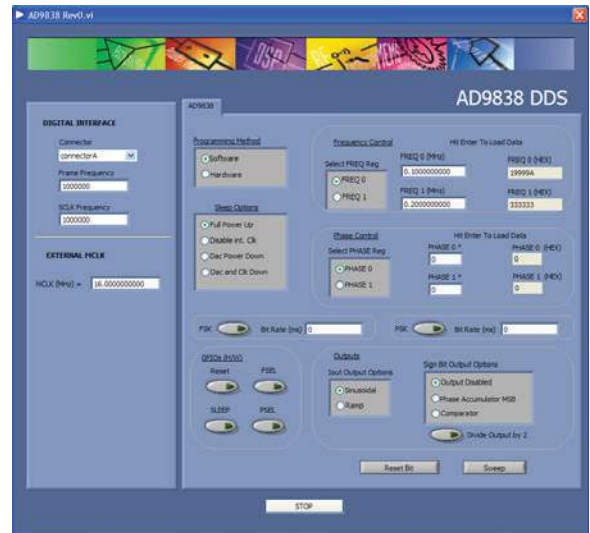 AD9838 Rev0.vi
DSP
MEMS
AD9838 DDS
DIGITAL INTERFACE
Connector
connectorA
Frame Frequency
1000000
SCLK Frequency
1000000
EXTERNAL MCLK
MCLK (MHz) = 16.0000000000
AD9838
Programming Method
Software
Hardware
Sleep Options
Full Power Up
Disable int. Clk
Dac Power Down
Dac and Clk Down
Frequency Control
Hit Enter To Load Data
Select FREQ Reg
FREQ 0
FREQ 1
FREQ 0 (MHz)
0.1000000000
FREQ 0 (HEX)
19999A
FREQ 1 (MHz)
0.2000000000
FREQ 1 (HEX)
333333
Phase Control
Hit Enter To Load Data
Select PHASE Reg
PHASE 0
PHASE 1
PHASE 0 °
0
PHASE 0 (HEX)
0
PHASE 1 °
0
PHASE 1 (HEX)
0
FSK
Bit Rate (ms) 0
PSK
Bit Rate (ms) 0
GPIOs (H/W)
Reset
FSEL
SLEEP
PSEL
Outputs
Iout Output Options
Sinusoidal
Ramp
Sign Bit Output Options
Output Disabled
Phase Accumulator MSB
Comparator
Divide Output by 2
Reset Bit
Sweep
STOP